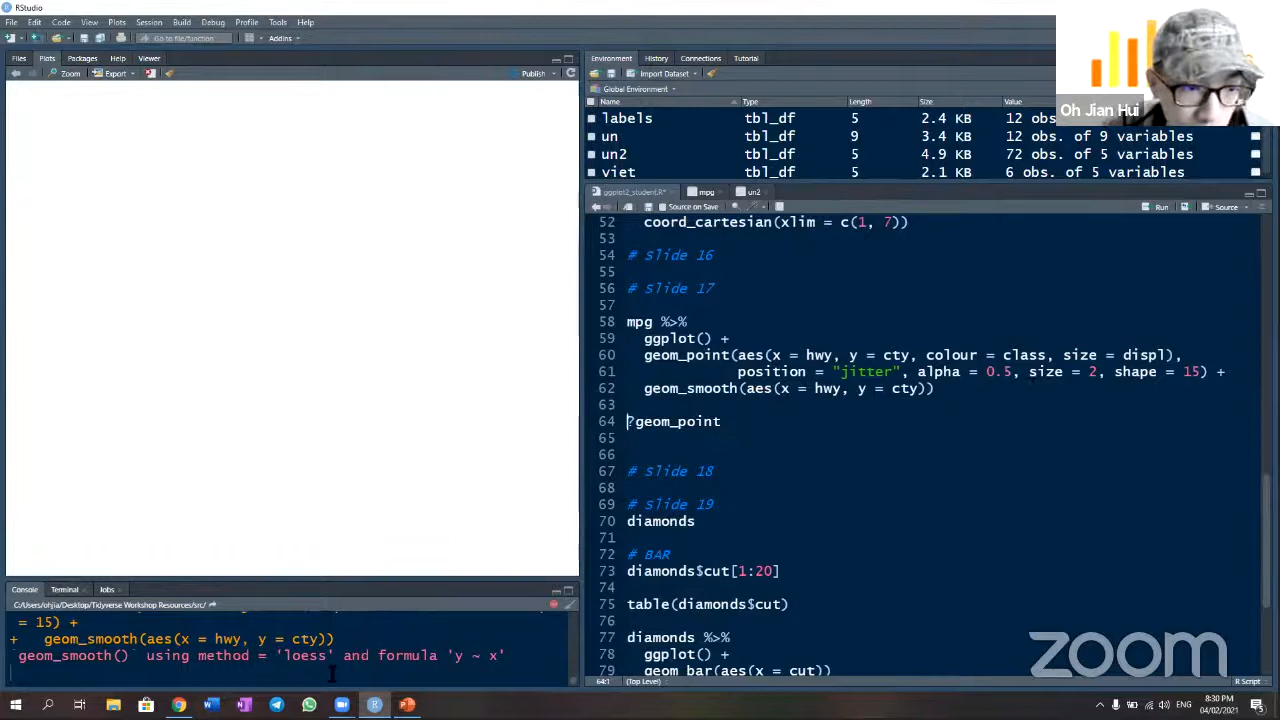 RStudio
File Edit Code View Plots Session Build Debug Profile Tools Help
Go to file/function Addins
Files Plots Packages Help Viewer
Zoom Export Publish
Environment History Connections Tutorial
Import Dataset
Global Environment
Name Type Length Size Value
labels tbl_df 5 2.4 KB 12 obs. of 5 variables
un tbl_df 9 3.4 KB 12 obs. of 9 variables
un2 tbl_df 5 4.9 KB 72 obs. of 5 variables
viet tbl_df 5 2.1 KB 6 obs. of 5 variables
Oh Jian Hui
ggplot2_student.R* mpg un2
Source on Save Run Source
52 coord_cartesian(xlim = c(1, 7))
53
54 # Slide 16
55
56 # Slide 17
57
58 mpg %>%
59 ggplot() +
60 geom_point(aes(x = hwy, y = cty, colour = class, size = displ),
61 position = "jitter", alpha = 0.5, size = 2, shape = 15) +
62 geom_smooth(aes(x = hwy, y = cty))
63
64 ?geom_point
65
66
67 # Slide 18
68
69 # Slide 19
70 diamonds
71
72 # BAR
73 diamonds$cut[1:20]
74
75 table(diamonds$cut)
76
77 diamonds %>%
78 ggplot() +
79 geom_bar(aes(x = cut))
64:1 (Top Level) R Script
Console Terminal Jobs
C:/Users/ohjia/Desktop/Tidyverse Workshop Resources/src/
= 15) +
+ geom_smooth(aes(x = hwy, y = cty))
`geom_smooth()` using method = 'loess' and formula 'y ~ x'
zoom
ENG
8:30 PM
04/02/2021